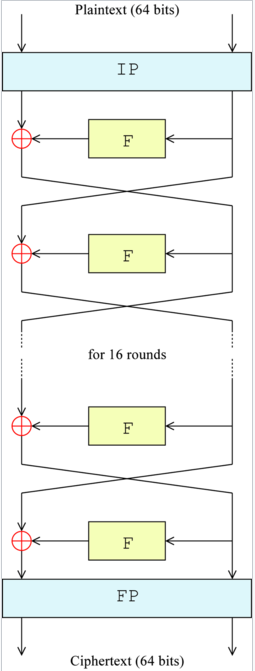 Plaintext (64 bits)
IP
F
F
for 16 rounds
F
F
FP
Ciphertext (64 bits)